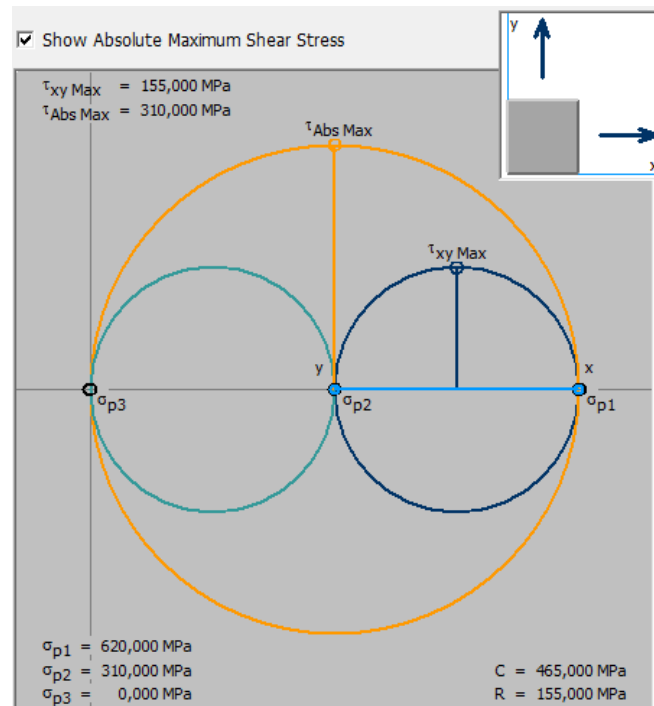 Show Absolute Maximum Shear Stress
y
x
τxy Max = 155,000 MPa
τAbs Max = 310,000 MPa
τAbs Max
τxy Max
y
x
σp3
σp2
σp1
σp1 = 620,000 MPa
σp2 = 310,000 MPa
σp3 = 0,000 MPa
C = 465,000 MPa
R = 155,000 MPa